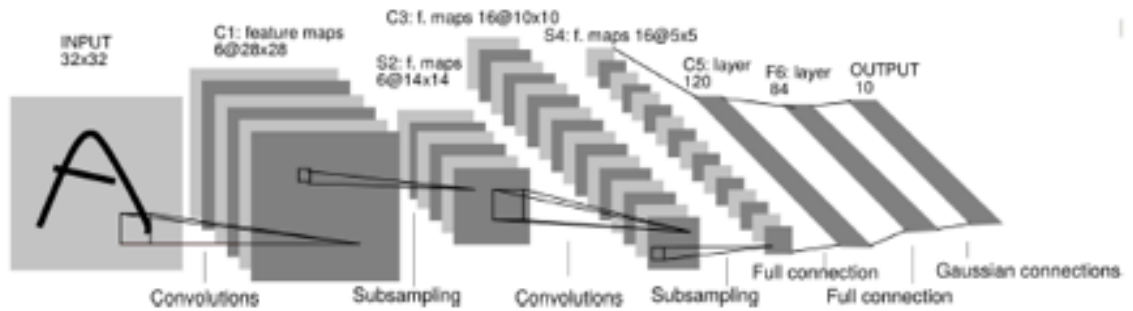 INPUT
32x32
C1: feature maps
6@28x28
S2: f. maps
6@14x14
C3: f. maps 16@10x10
S4: f. maps 16@5x5
C5: layer
120
F6: layer
84
OUTPUT
10
Convolutions
Subsampling
Convolutions
Subsampling
Full connection
Full connection
Gaussian connections